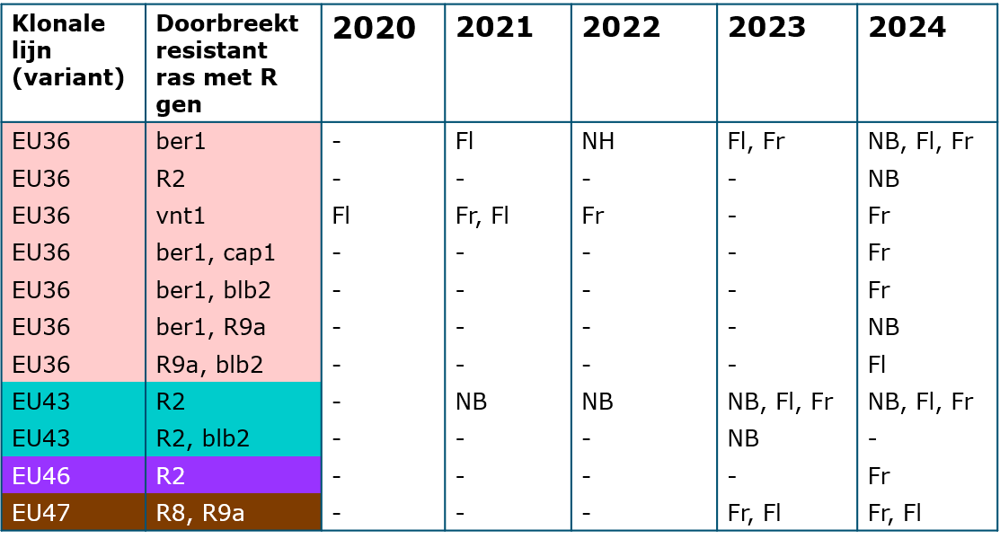 Klonale lijn (variant) Doorbreekt resistant ras met R gen 2020 2021 2022 2023 2024
EU36 ber1 - Fl NH Fl, Fr NB, Fl, Fr
EU36 R2 - - - - NB
EU36 vnt1 Fl Fr, Fl Fr - Fr
EU36 ber1, cap1 - - - - Fr
EU36 ber1, blb2 - - - - Fr
EU36 ber1, R9a - - - - NB
EU36 R9a, blb2 - - - - Fl
EU43 R2 - NB NB NB, Fl, Fr NB, Fl, Fr
EU43 R2, blb2 - - - NB -
EU46 R2 - - - - Fr
EU47 R8, R9a - - - Fr, Fl Fr, Fl